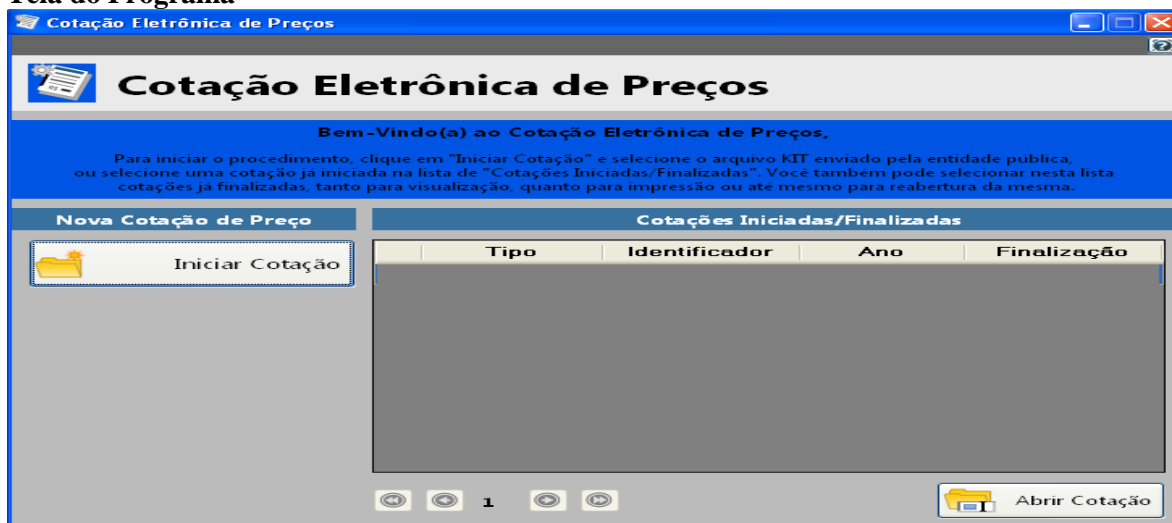 Tela do Programa
Cotação Eletrônica de Preços
Cotação Eletrônica de Preços
Bem-Vindo(a) ao Cotação Eletrônica de Preços,
Para iniciar o procedimento, clique em "Iniciar Cotação" e selecione o arquivo KIT enviado pela entidade publica,
ou selecione uma cotação já iniciada na lista de "Cotações Iniciadas/Finalizadas". Você também pode selecionar nesta lista
cotações já finalizadas, tanto para visualização, quanto para impressão ou até mesmo para reabertura da mesma.
Nova Cotação de Preço
Cotações Iniciadas/Finalizadas
Iniciar Cotação
Tipo Identificador Ano Finalização
1
Abrir Cotação